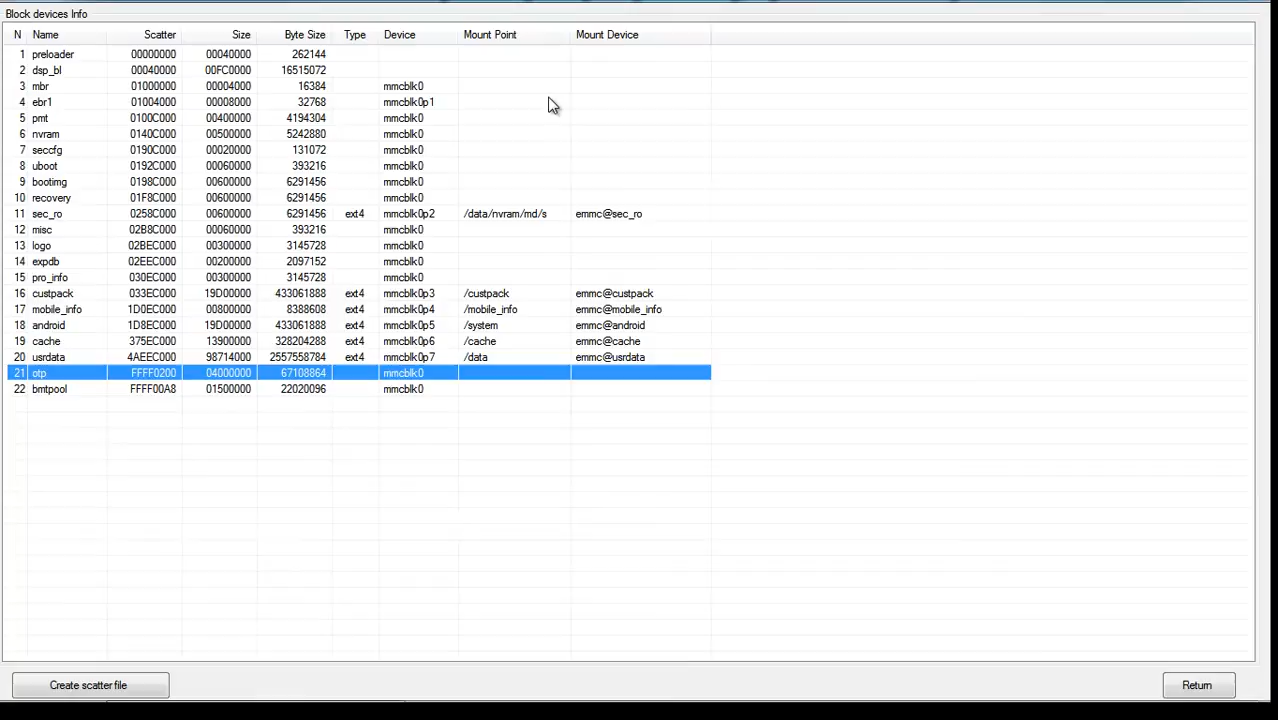 Block devices Info
N Name Scatter Size Byte Size Type Device Mount Point Mount Device
1 preloader 00000000 00040000 262144
2 dsp_bl 00040000 00FC0000 16515072
3 mbr 01000000 00004000 16384 mmcblk0
4 ebr1 01004000 00008000 32768 mmcblk0p1
5 pmt 0100C000 00400000 4194304 mmcblk0
6 nvram 0140C000 00500000 5242880 mmcblk0
7 seccfg 0190C000 00020000 131072 mmcblk0
8 uboot 0192C000 00060000 393216 mmcblk0
9 bootimg 0198C000 00600000 6291456 mmcblk0
10 recovery 01F8C000 00600000 6291456 mmcblk0
11 sec_ro 0258C000 00600000 6291456 ext4 mmcblk0p2 /data/nvram/md/s emmc@sec_ro
12 misc 02B8C000 00060000 393216 mmcblk0
13 logo 02BEC000 00300000 3145728 mmcblk0
14 expdb 02EEC000 00200000 2097152 mmcblk0
15 pro_info 030EC000 00300000 3145728 mmcblk0
16 custpack 033EC000 19D00000 433061888 ext4 mmcblk0p3 /custpack emmc@custpack
17 mobile_info 1D0EC000 00800000 8388608 ext4 mmcblk0p4 /mobile_info emmc@mobile_info
18 android 1D8EC000 19D00000 433061888 ext4 mmcblk0p5 /system emmc@android
19 cache 375EC000 13900000 328204288 ext4 mmcblk0p6 /cache emmc@cache
20 usrdata 4AEEC000 98714000 2557558784 ext4 mmcblk0p7 /data emmc@usrdata
21 otp FFFF0200 04000000 67108864 mmcblk0
22 bmtpool FFFF00A8 01500000 22020096 mmcblk0
Create scatter file Return